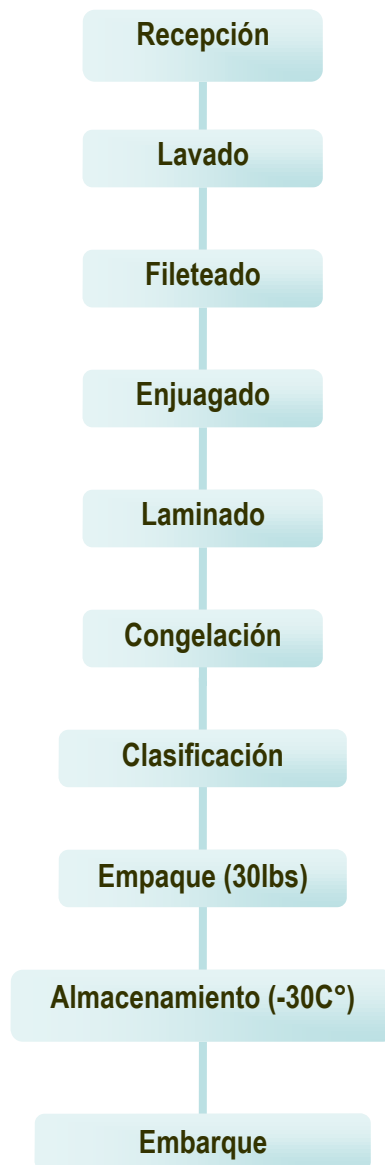 Recepción
Lavado
Fileteado
Enjuagado
Laminado
Congelación
Clasificación
Empaque (30lbs)
Almacenamiento (-30C°)
Embarque